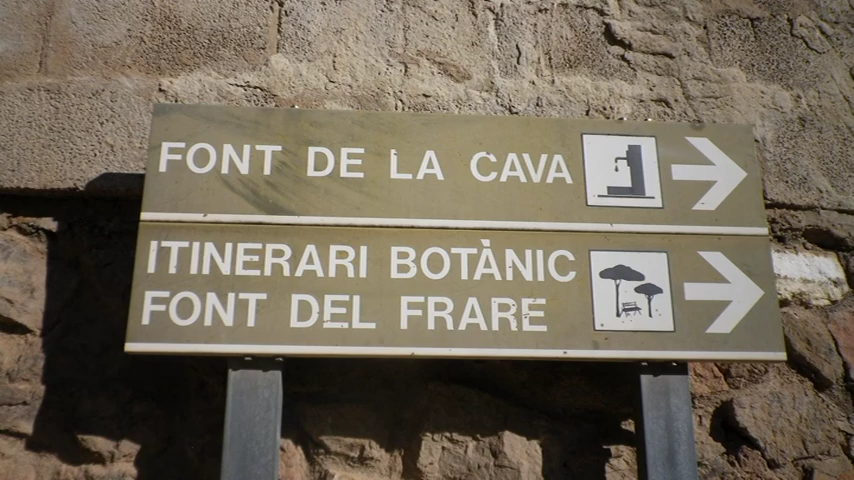 FONT DE LA CAVA
ITINERARI BOTÀNIC
FONT DEL FRARE